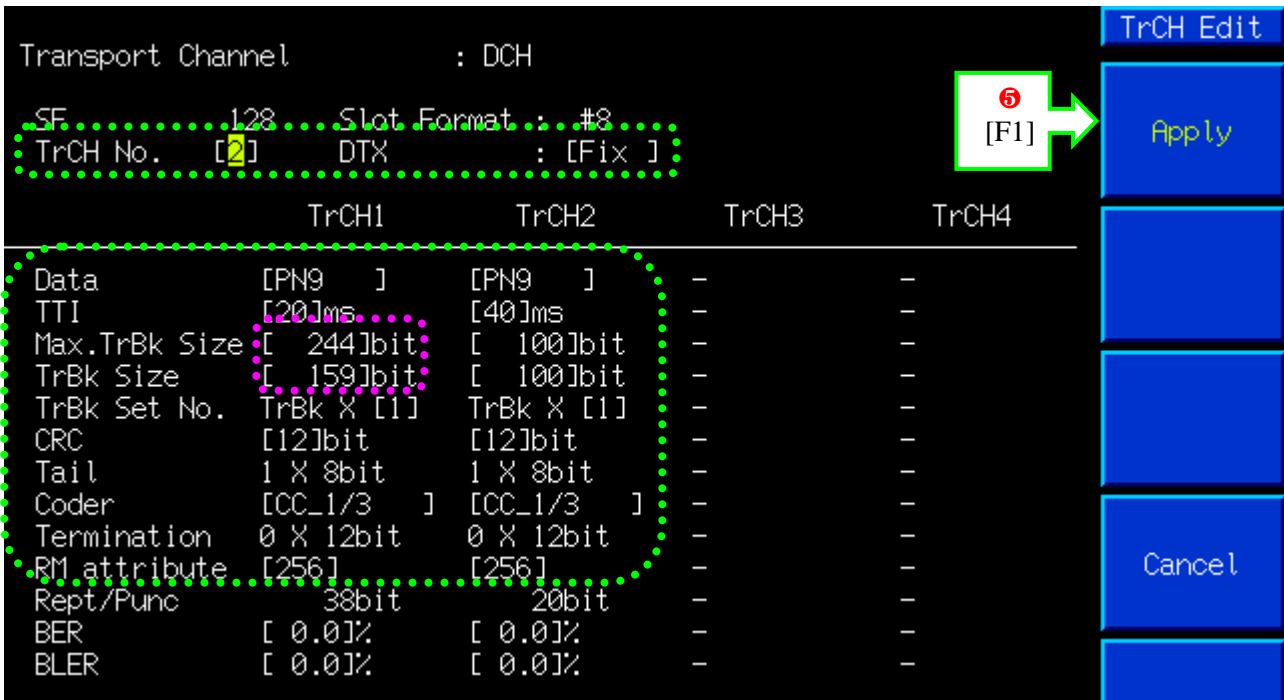 TrCH Edit
Transport Channel : DCH
SF 128 Slot Format : #8
❺
[F1]
Apply
TrCH No. [2] DTX : [Fix ]
TrCH1 TrCH2 TrCH3 TrCH4
Data [PN9 ] [PN9 ] - -
TTI [20]ms [40]ms - -
Max.TrBk Size [ 244]bit [ 100]bit - -
TrBk Size [ 159]bit [ 100]bit - -
TrBk Set No. TrBk X [1] TrBk X [1] - -
CRC [12]bit [12]bit - -
Tail 1 X 8bit 1 X 8bit - -
Coder [CC_1/3 ] [CC_1/3 ] - -
Termination 0 X 12bit 0 X 12bit - -
RM attribute [256] [256] - -
Cancel
Rept/Punc 38bit 20bit - -
BER [ 0.0]% [ 0.0]% - -
BLER [ 0.0]% [ 0.0]% - -